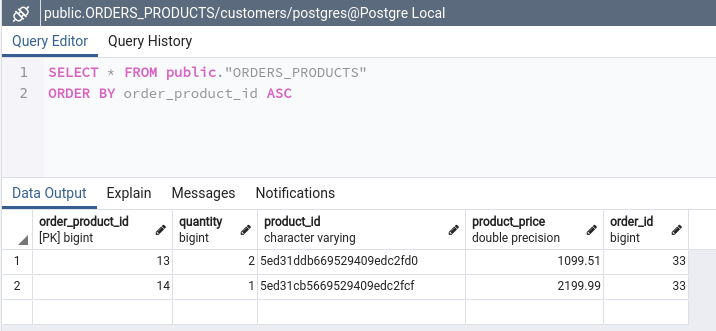 public.ORDERS_PRODUCTS/customers/postgres@Postgre Local
Query Editor Query History
1 SELECT * FROM public."ORDERS_PRODUCTS"
2 ORDER BY order_product_id ASC
Data Output Explain Messages Notifications
order_product_id quantity product_id product_price order_id
[PK] bigint bigint character varying double precision bigint
1 13 2 5ed31ddb669529409edc2fd0 1099.51 33
2 14 1 5ed31cb5669529409edc2fcf 2199.99 33